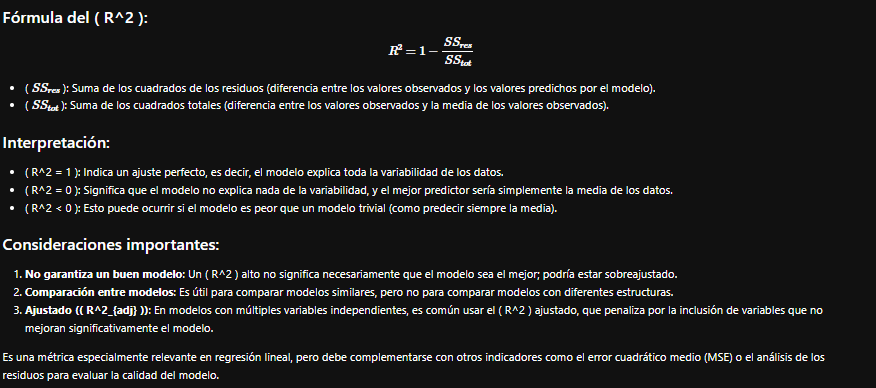 Fórmula del ( R^2 ):
R² = 1 − SS_res / SS_tot
• ( SS_res ): Suma de los cuadrados de los residuos (diferencia entre los valores observados y los valores predichos por el modelo).
• ( SS_tot ): Suma de los cuadrados totales (diferencia entre los valores observados y la media de los valores observados).
Interpretación:
• ( R^2 = 1 ): Indica un ajuste perfecto, es decir, el modelo explica toda la variabilidad de los datos.
• ( R^2 = 0 ): Significa que el modelo no explica nada de la variabilidad, y el mejor predictor sería simplemente la media de los datos.
• ( R^2 < 0 ): Esto puede ocurrir si el modelo es peor que un modelo trivial (como predecir siempre la media).
Consideraciones importantes:
1. No garantiza un buen modelo: Un ( R^2 ) alto no significa necesariamente que el modelo sea el mejor; podría estar sobreajustado.
2. Comparación entre modelos: Es útil para comparar modelos similares, pero no para comparar modelos con diferentes estructuras.
3. Ajustado (( R^2_{adj} )): En modelos con múltiples variables independientes, es común usar el ( R^2 ) ajustado, que penaliza por la inclusión de variables que no
mejoran significativamente el modelo.
Es una métrica especialmente relevante en regresión lineal, pero debe complementarse con otros indicadores como el error cuadrático medio (MSE) o el análisis de los
residuos para evaluar la calidad del modelo.